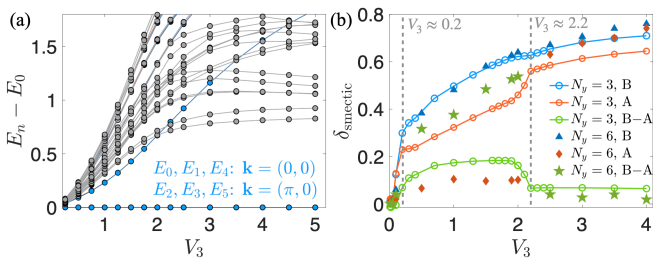 (a)
E_n − E_0
1.5
1
0.5
0
E_0, E_1, E_4: k = (0, 0)
E_2, E_3, E_5: k = (π, 0)
0 1 2 3 4 5
V_3
(b)
V_3 ≈ 0.2
V_3 ≈ 2.2
δ_smectic
0.8
0.6
0.4
0.2
0
N_y = 3, B
N_y = 3, A
N_y = 3, B−A
N_y = 6, B
N_y = 6, A
N_y = 6, B−A
0 1 2 3 4
V_3